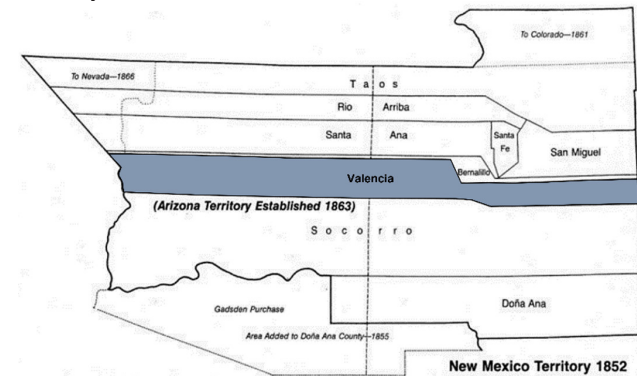 To Colorado—1861
To Nevada—1866
T a o s
Rio Arriba
Santa Ana
Santa
Fe
San Miguel
Bernalillo
Valencia
(Arizona Territory Established 1863)
S o c o r r o
Gadsden Purchase
Doña Ana
Area Added to Doña Ana County—1855
New Mexico Territory 1852